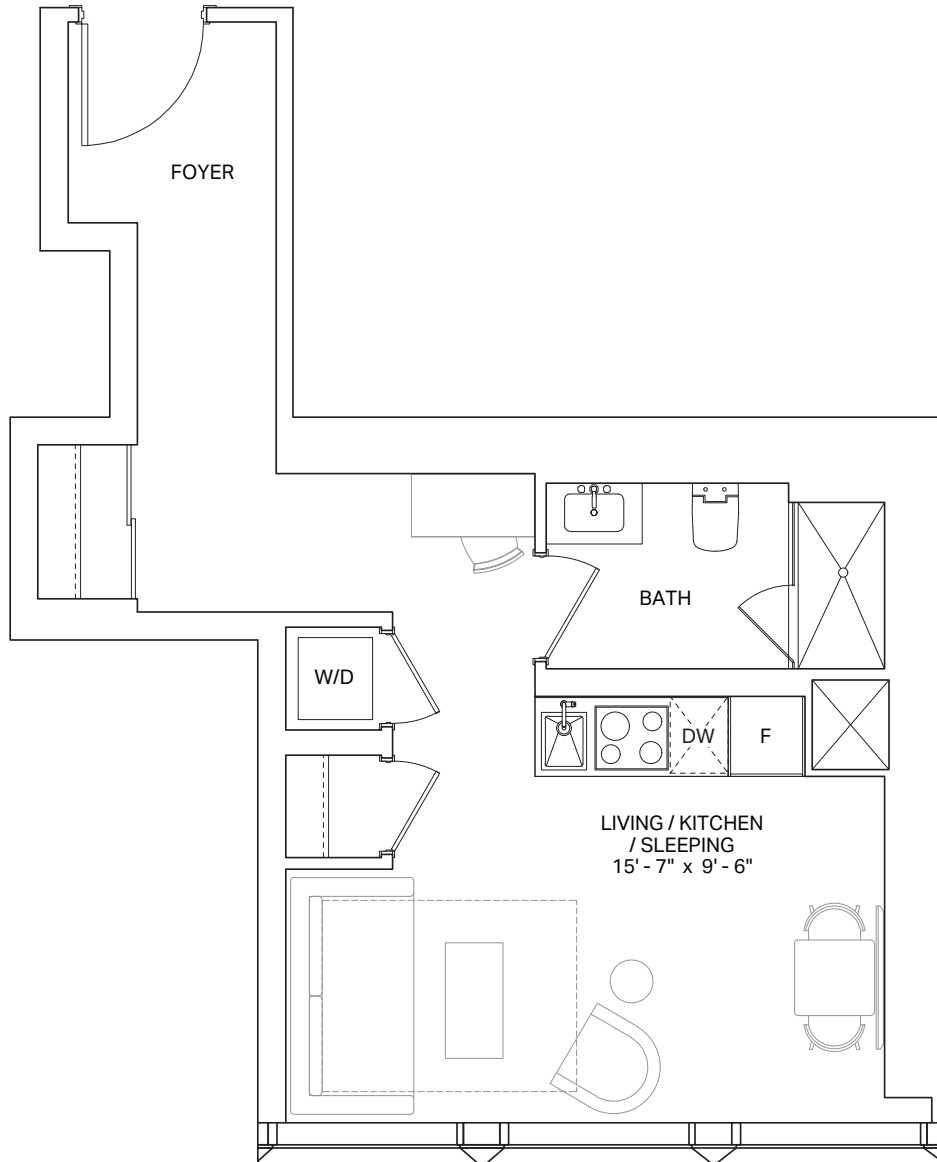 FOYER
BATH
W/D
DW
F
LIVING / KITCHEN
/ SLEEPING
15' - 7" x 9' - 6"